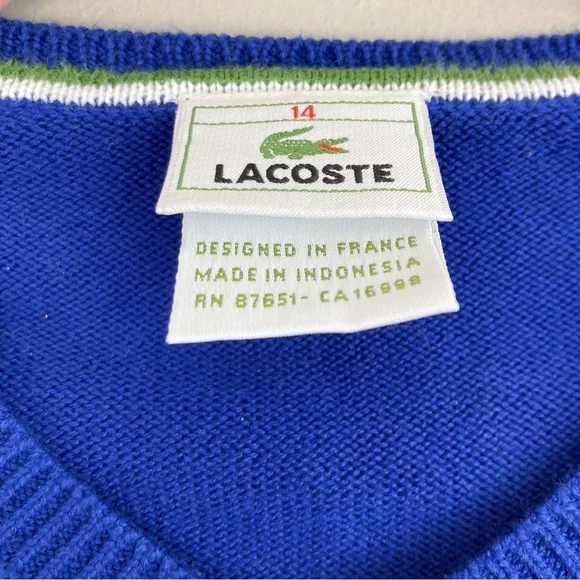 14
LACOSTE
DESIGNED IN FRANCE
MADE IN INDONESIA
RN 87651- CA16998